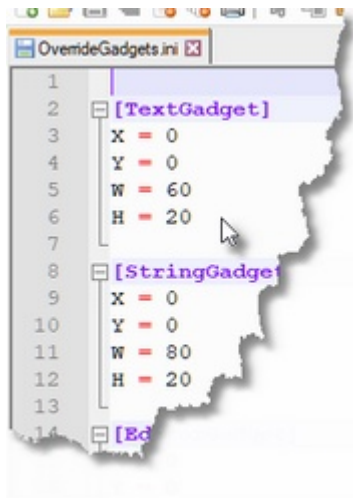 OverrideGadgets.ini
1
2 [TextGadget]
3 X = 0
4 Y = 0
5 W = 60
6 H = 20
7
8 [StringGadget
9 X = 0
10 Y = 0
11 W = 80
12 H = 20
13
14 [Ed